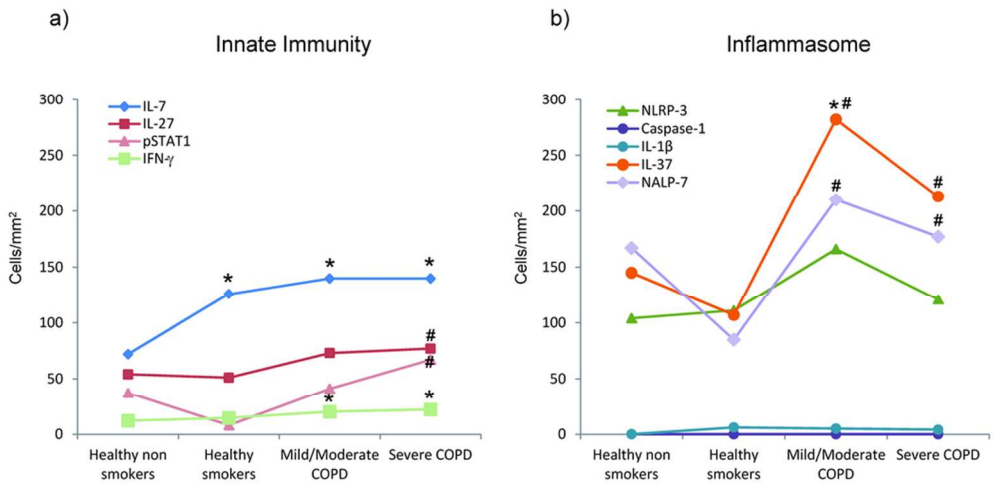 a)
Innate Immunity
300
250
200
150
100
50
0
Cells/mm²
IL-7
IL-27
pSTAT1
IFN-γ
*
*
*
#
#
*
*
Healthy non
smokers
Healthy
smokers
Mild/Moderate
COPD
Severe COPD
b)
Inflammasome
300
250
200
150
100
50
0
Cells/mm²
NLRP-3
Caspase-1
IL-1β
IL-37
NALP-7
*#
#
#
#
Healthy non
smokers
Healthy
smokers
Mild/Moderate
COPD
Severe COPD